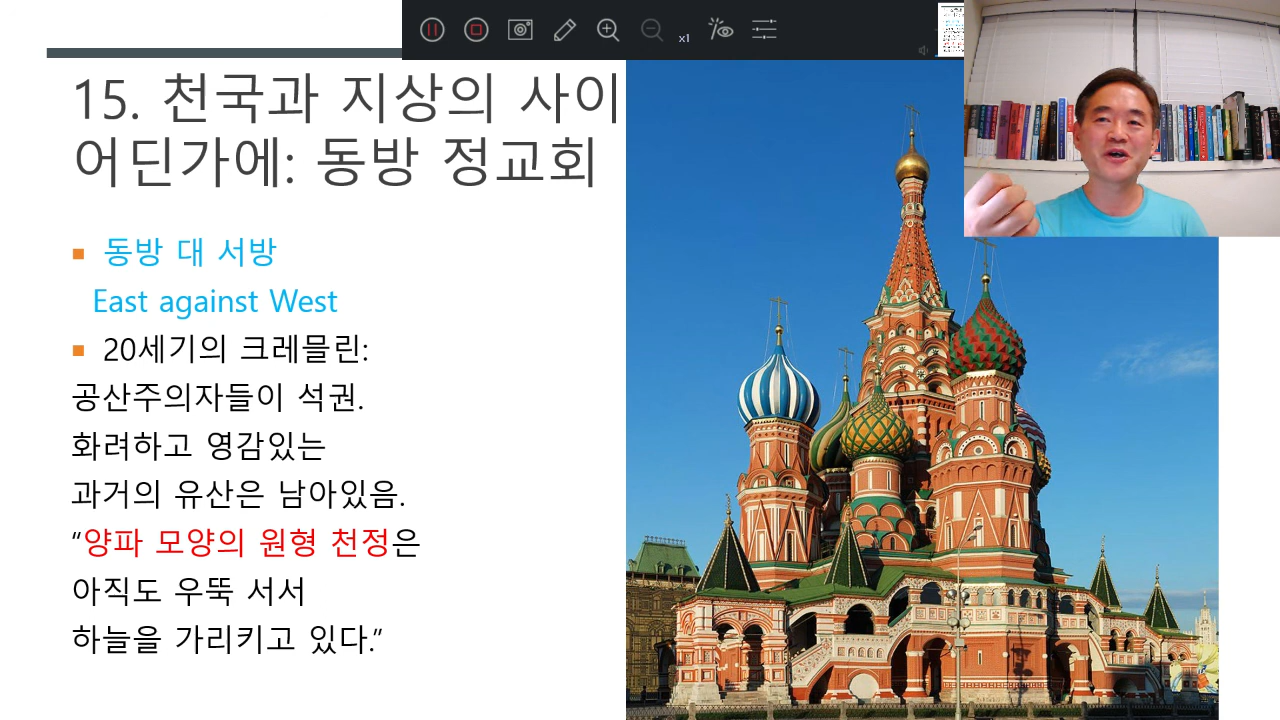 x1
15. 천국과 지상의 사이
어딘가에: 동방 정교회
▪ 동방 대 서방
East against West
▪ 20세기의 크레믈린:
공산주의자들이 석권.
화려하고 영감있는
과거의 유산은 남아있음.
“양파 모양의 원형 천정은
아직도 우뚝 서서
하늘을 가리키고 있다.”